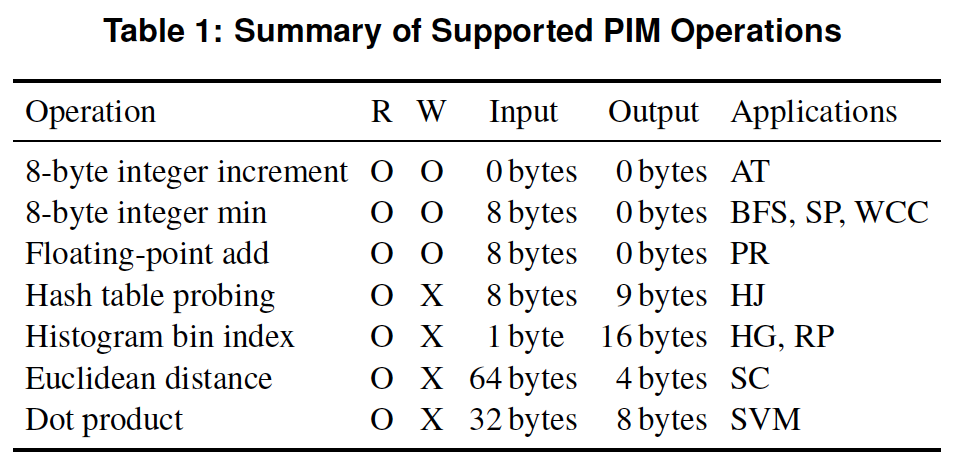 Table 1: Summary of Supported PIM Operations
Operation R W Input Output Applications
8-byte integer increment O O 0 bytes 0 bytes AT
8-byte integer min O O 8 bytes 0 bytes BFS, SP, WCC
Floating-point add O O 8 bytes 0 bytes PR
Hash table probing O X 8 bytes 9 bytes HJ
Histogram bin index O X 1 byte 16 bytes HG, RP
Euclidean distance O X 64 bytes 4 bytes SC
Dot product O X 32 bytes 8 bytes SVM